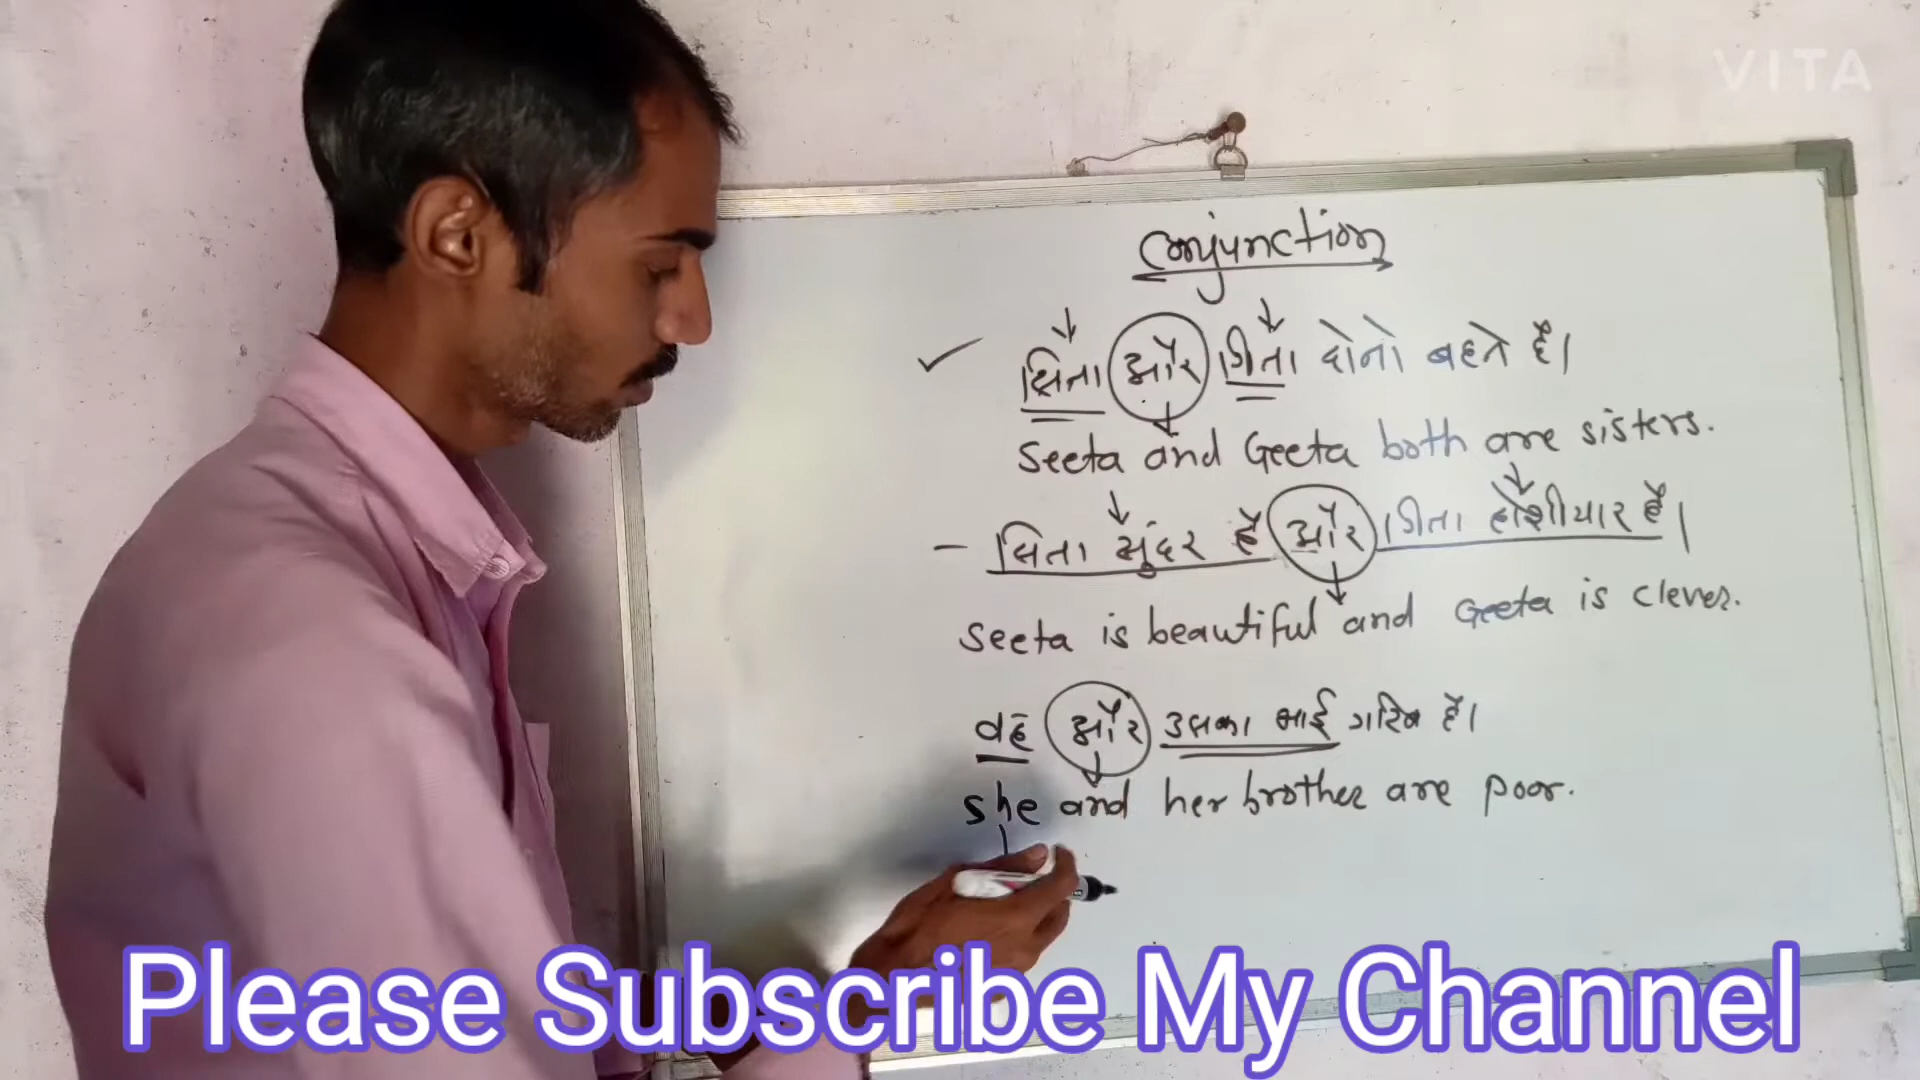 VITA
Conjunction
सिता और गिता दोनो बहने हैं।
Seeta and Geeta both are sisters.
- सिता सुंदर है और गिता होशीयार है।
Seeta is beautiful and Geeta is clever.
वह और उसका भाई गरिब हैं।
she and her brother are poor.
Please Subscribe My Channel